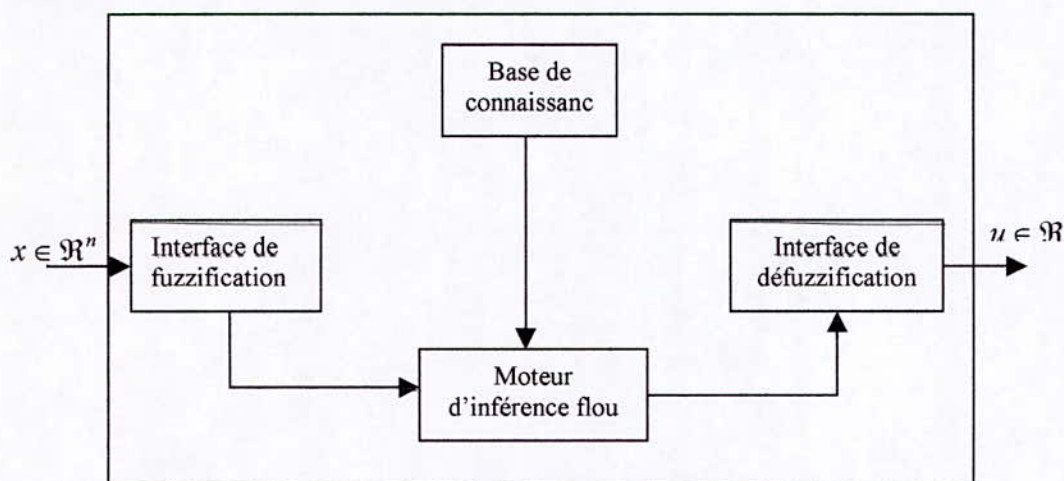 Base de
connaissanc
x ∈ ℜⁿ
Interface de
fuzzification
Interface de
défuzzification
u ∈ ℜ
Moteur
d'inférence flou